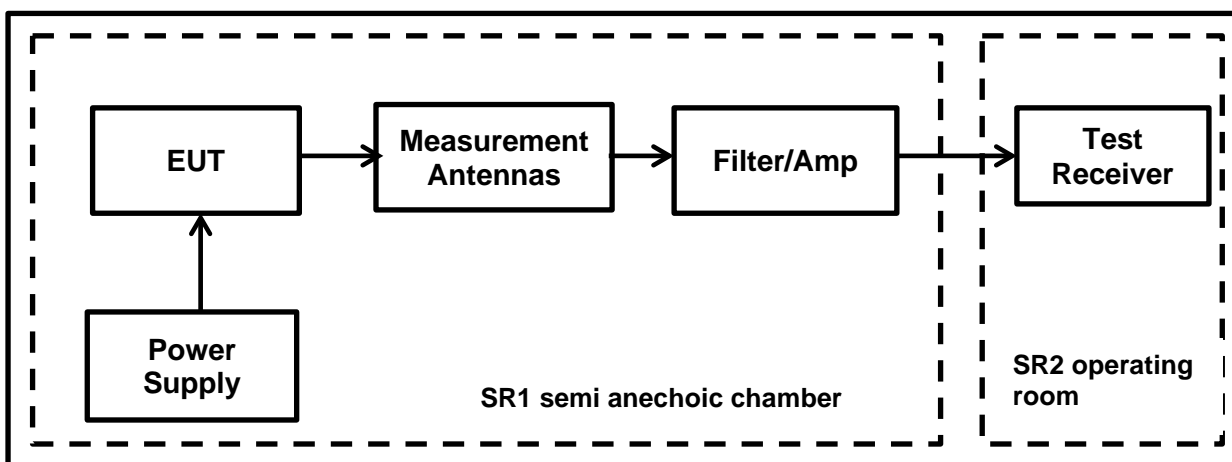 EUT
Measurement
Antennas
Filter/Amp
Test
Receiver
Power
Supply
SR1 semi anechoic chamber
SR2 operating
room